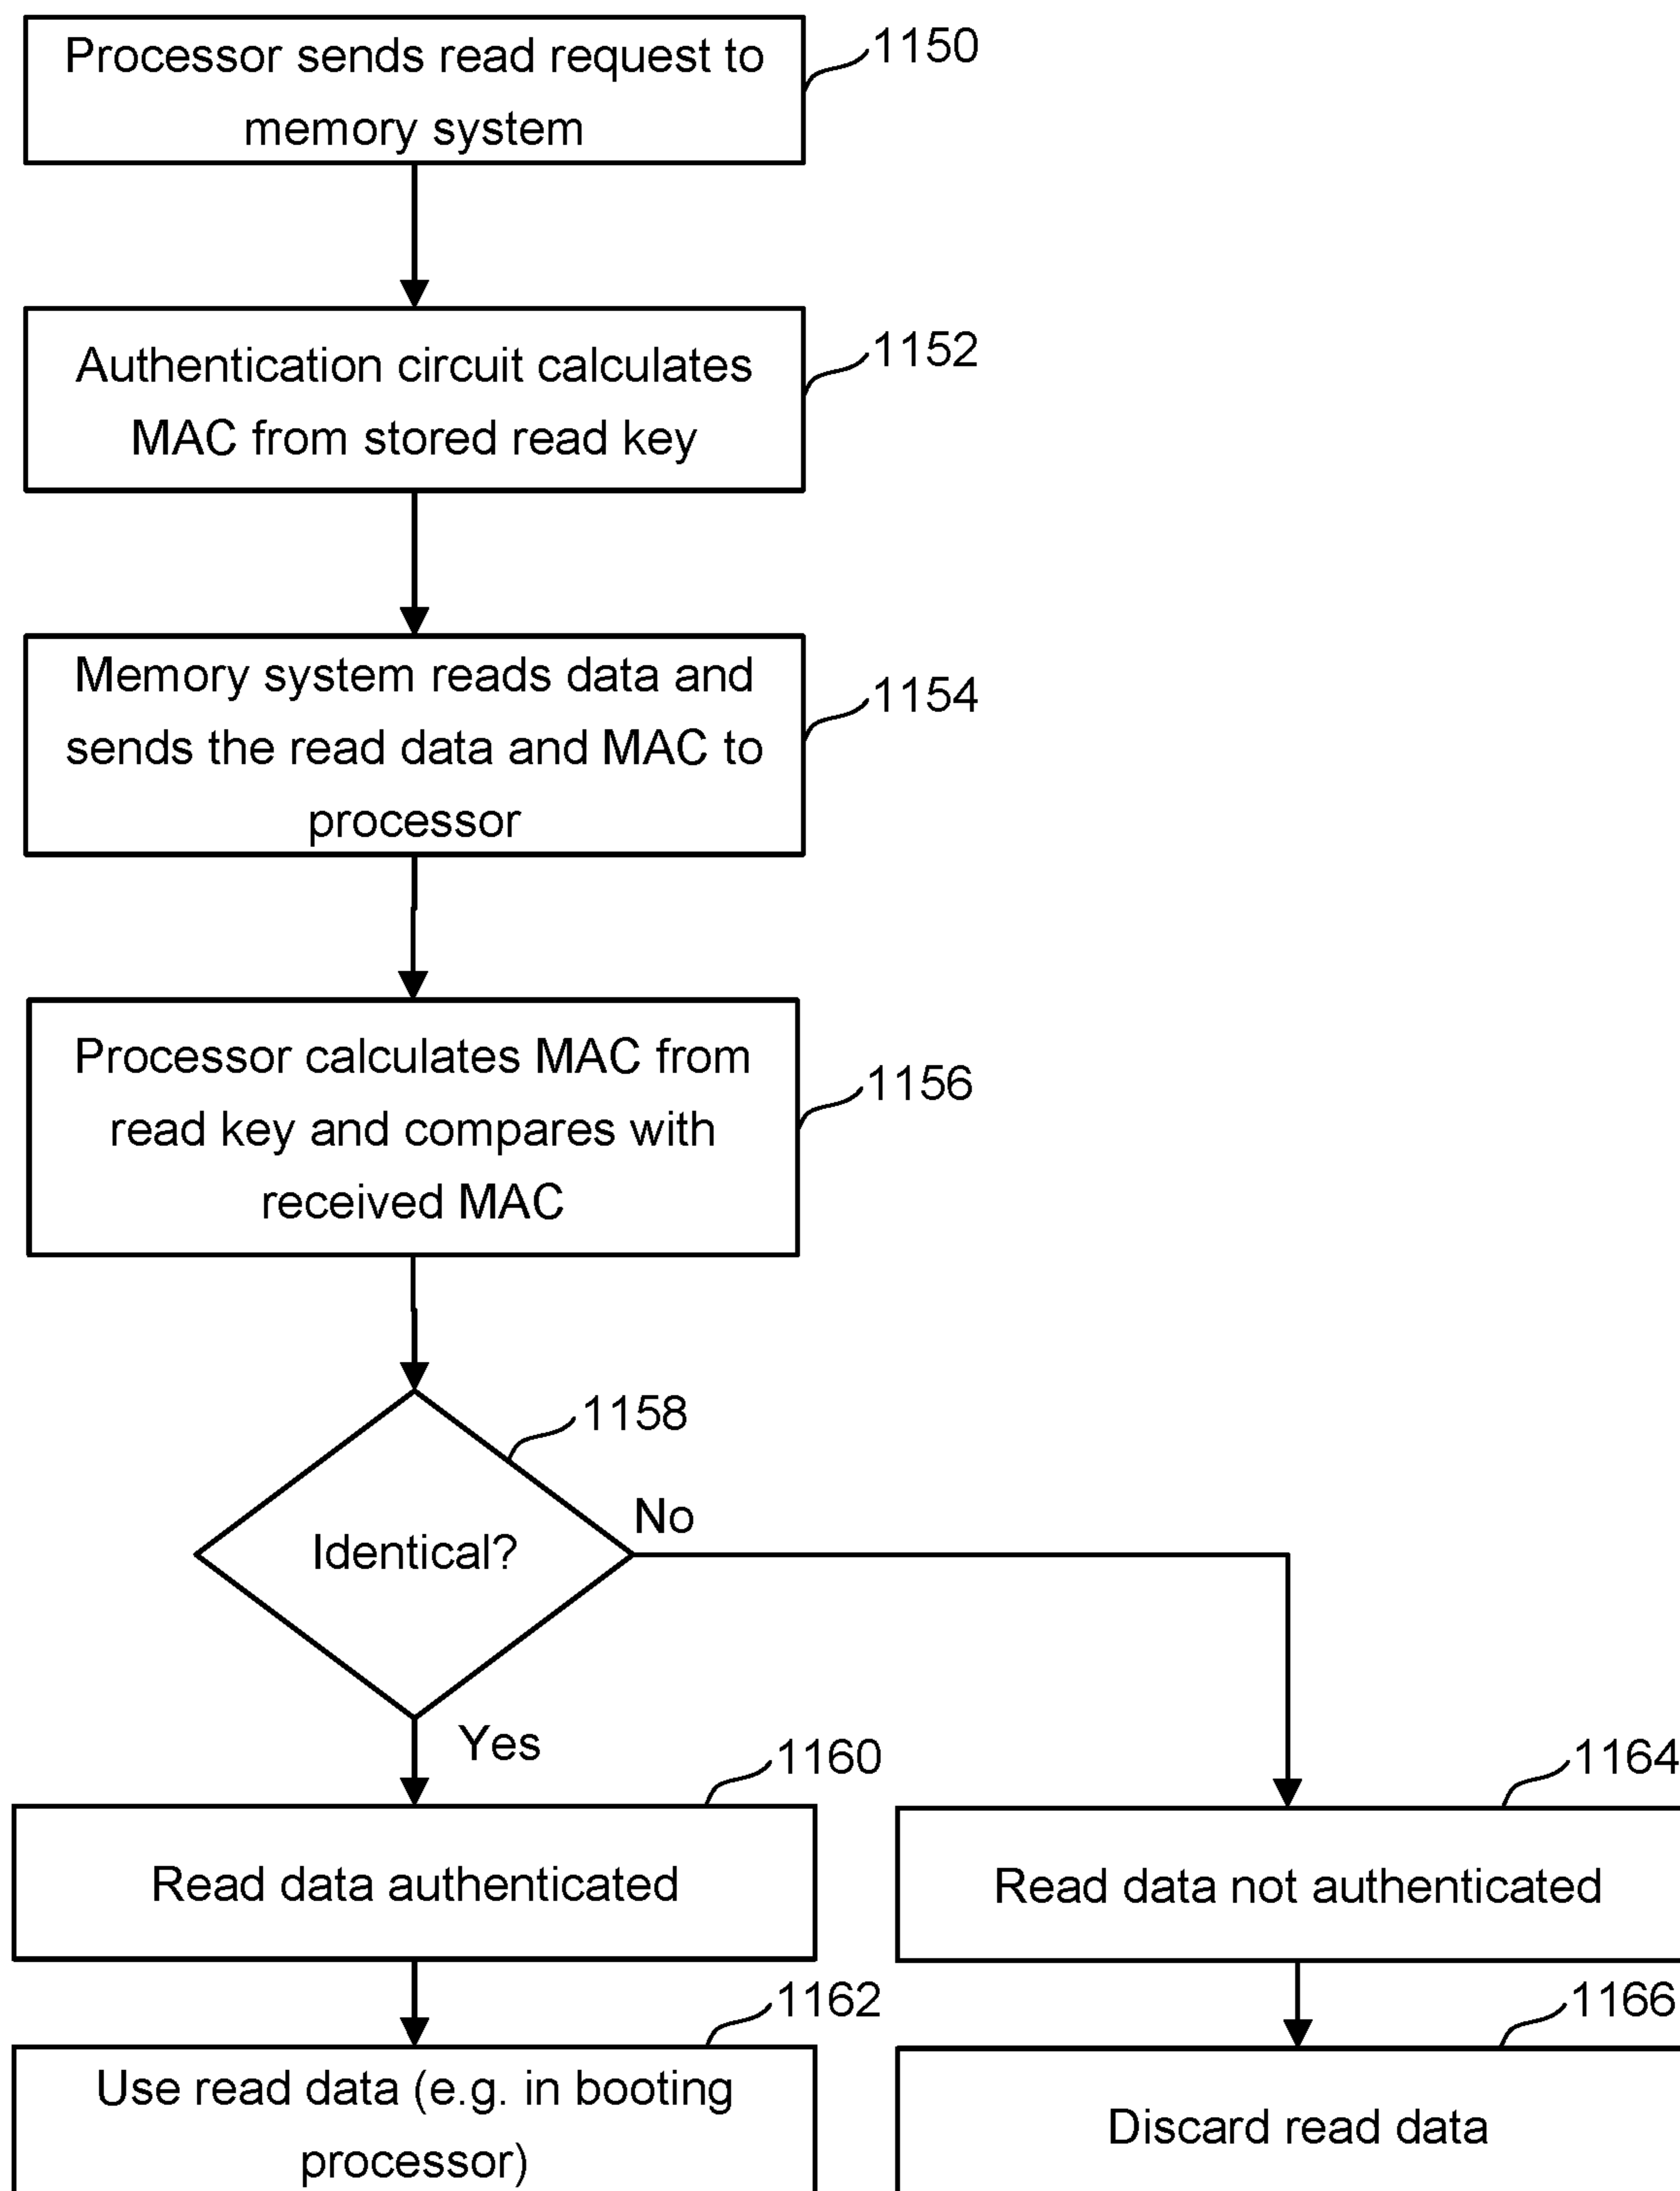 Processor sends read request to
memory system
1150
Authentication circuit calculates
MAC from stored read key
1152
Memory system reads data and
sends the read data and MAC to
processor
1154
Processor calculates MAC from
read key and compares with
received MAC
1156
1158
Identical?
No
Yes
1160
Read data authenticated
1164
Read data not authenticated
1162
Use read data (e.g. in booting
processor)
1166
Discard read data